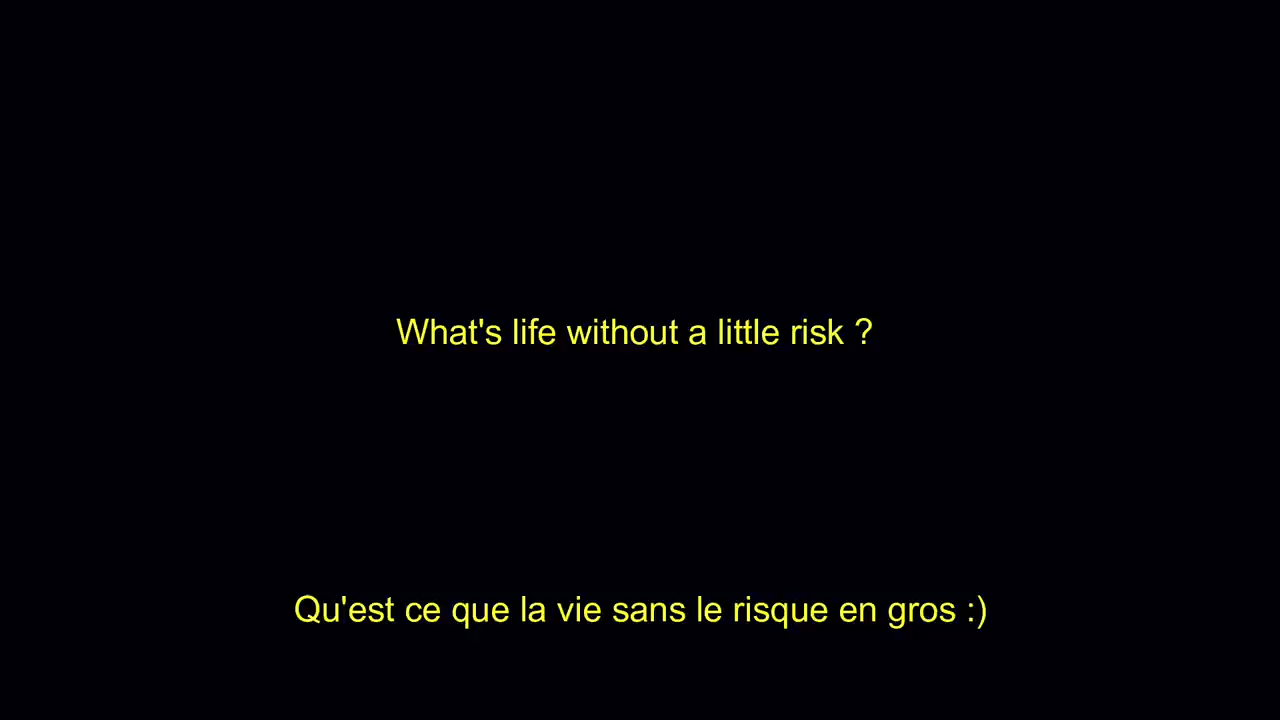 What's life without a little risk ?
Qu'est ce que la vie sans le risque en gros :)